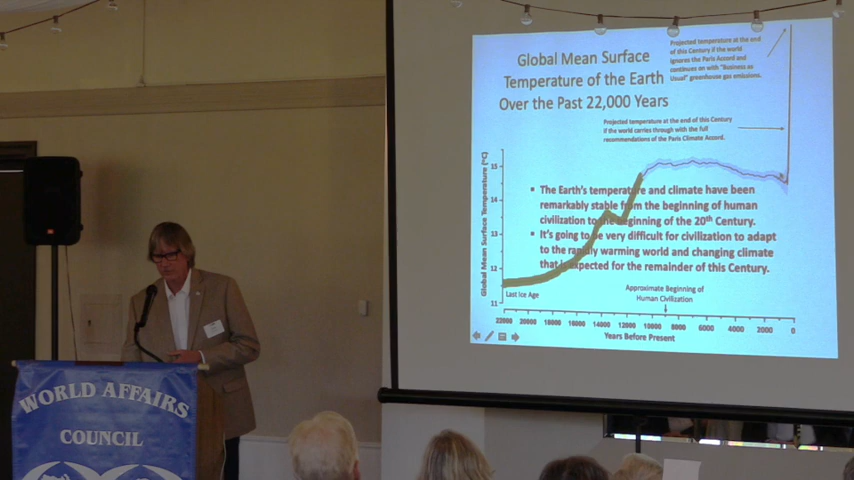 Global Mean Surface
Temperature of the Earth
Over the Past 22,000 Years
Projected temperature at the end
of this Century if the world
ignores the Paris Accord and
continues on with "Business as
Usual" greenhouse gas emissions.
Projected temperature at the end of this Century
if the world carries through with the full
recommendations of the Paris Climate Accord.
Global Mean Surface Temperature (°C)
15
14
13
12
11
▪ The Earth's temperature and climate have been
remarkably stable from the beginning of human
civilization to the beginning of the 20th Century.
▪ It's going to be very difficult for civilization to adapt
to the rapidly warming world and changing climate
that is expected for the remainder of this Century.
Last Ice Age
Approximate Beginning of
Human Civilization
22000 20000 18000 16000 14000 12000 10000 8000 6000 4000 2000 0
Years Before Present
WORLD AFFAIRS
COUNCIL